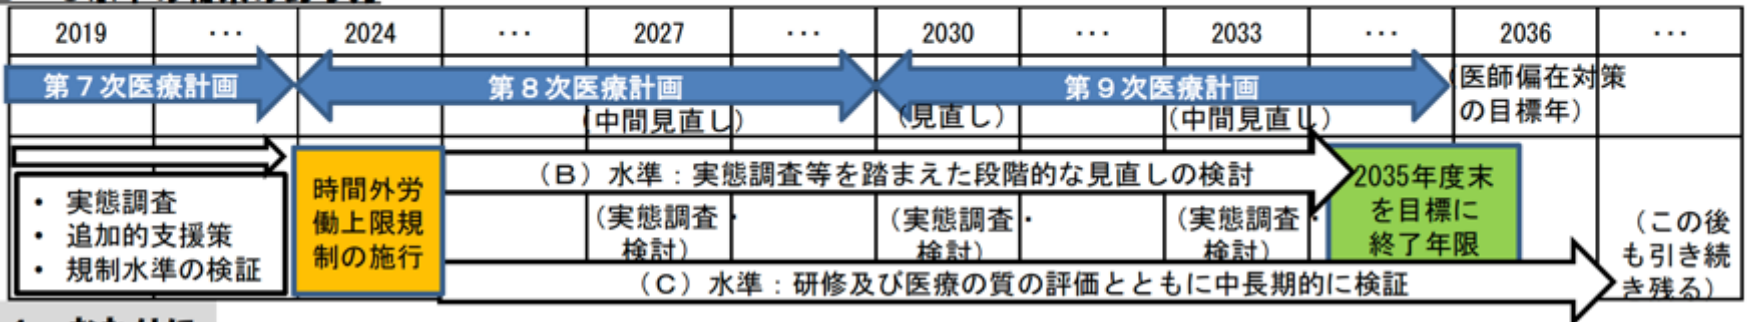 2019 ・・・ 2024 ・・・ 2027 ・・・ 2030 ・・・ 2033 ・・・ 2036 ・・・
第７次医療計画 第８次医療計画 第９次医療計画 (医師偏在対策
の目標年)
(中間見直し) (見直し) (中間見直し)
(Ｂ) 水準：実態調査等を踏まえた段階的な見直しの検討
・ 実態調査
・ 追加的支援策
・ 規制水準の検証
時間外労
働上限規
制の施行
(実態調査・
検討)
(実態調査・
検討)
(実態調査・
検討)
2035年度末
を目標に
終了年限
(この後
も引き続
き残る)
(Ｃ) 水準：研修及び医療の質の評価とともに中長期的に検証